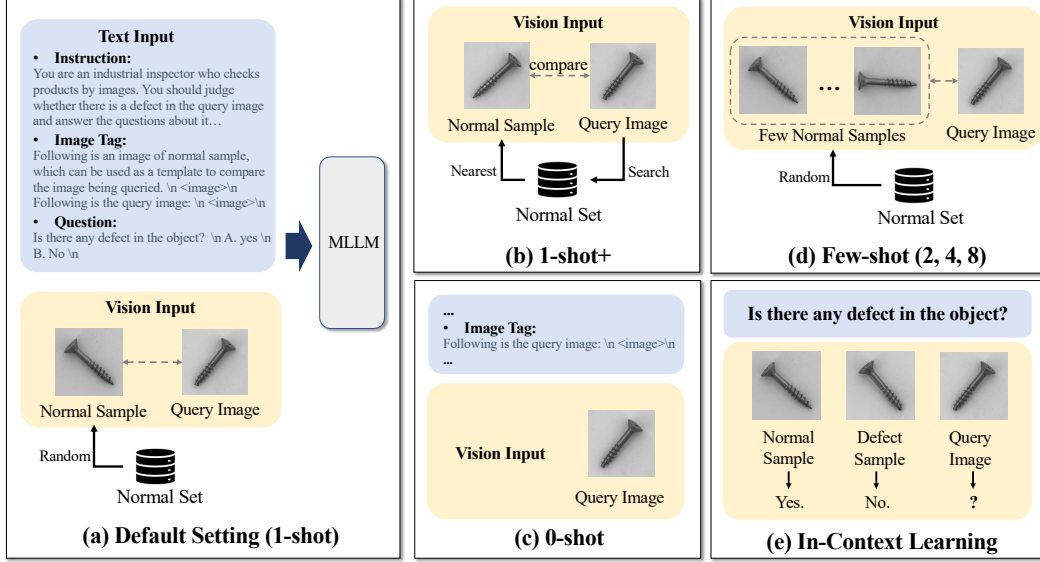 Text Input
• Instruction:
You are an industrial inspector who checks
products by images. You should judge
whether there is a defect in the query image
and answer the questions about it…
• Image Tag:
Following is an image of normal sample,
which can be used as a template to compare
the image being queried. \n <image>\n
Following is the query image: \n <image>\n
• Question:
Is there any defect in the object? \n A. yes \n
B. No \n
MLLM
Vision Input
Normal Sample
Query Image
Random
Normal Set
(a) Default Setting (1-shot)
Vision Input
compare
Normal Sample
Query Image
Nearest
Search
Normal Set
(b) 1-shot+
Vision Input
...
Few Normal Samples
Query Image
Random
Normal Set
(d) Few-shot (2, 4, 8)
...
• Image Tag:
Following is the query image: \n <image>\n
...
Vision Input
Query Image
(c) 0-shot
Is there any defect in the object?
Normal
Sample
Defect
Sample
Query
Image
Yes.
No.
?
(e) In-Context Learning